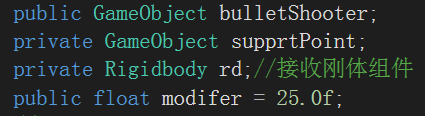 public GameObject bulletShooter;
private GameObject supprtPoint;
private Rigidbody rd;//接收刚体组件
public float modifer = 25.0f;